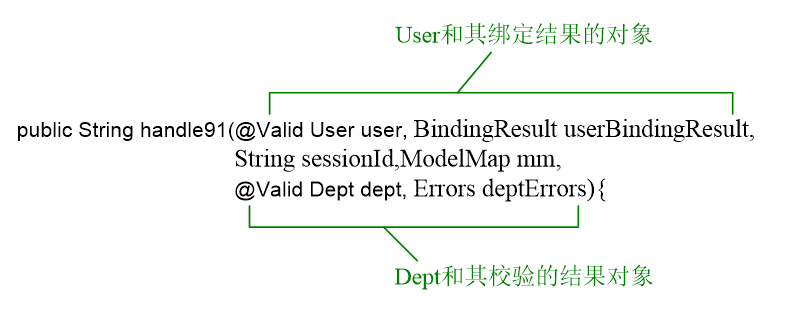 User和其绑定结果的对象
public String handle91(@Valid User user, BindingResult userBindingResult,
String sessionId,ModelMap mm,
@Valid Dept dept, Errors deptErrors){
Dept和其校验的结果对象